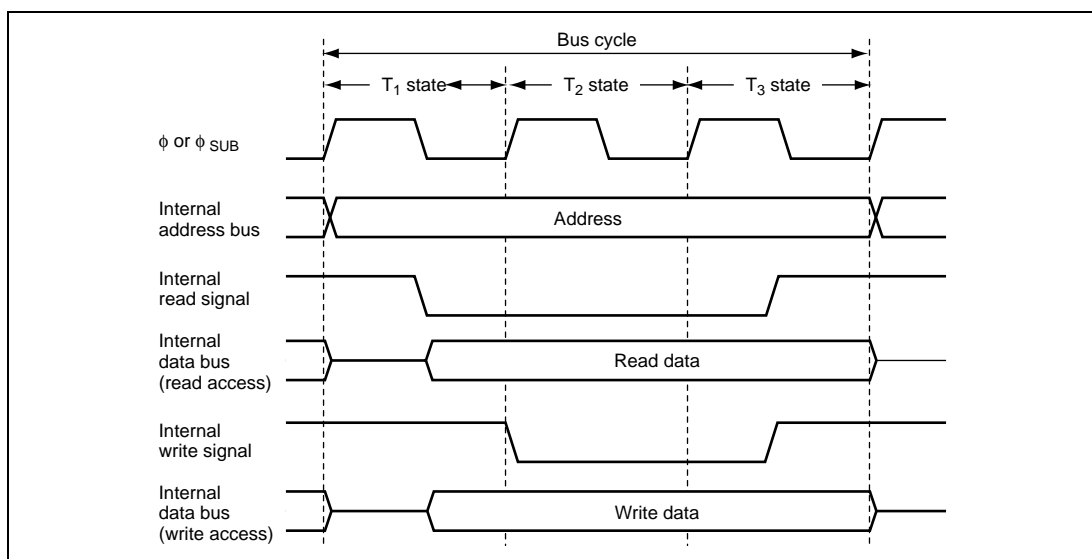 Bus cycle
T1 state
T2 state
T3 state
φ or φ SUB
Internal
address bus
Address
Internal
read signal
Internal
data bus
(read access)
Read data
Internal
write signal
Internal
data bus
(write access)
Write data